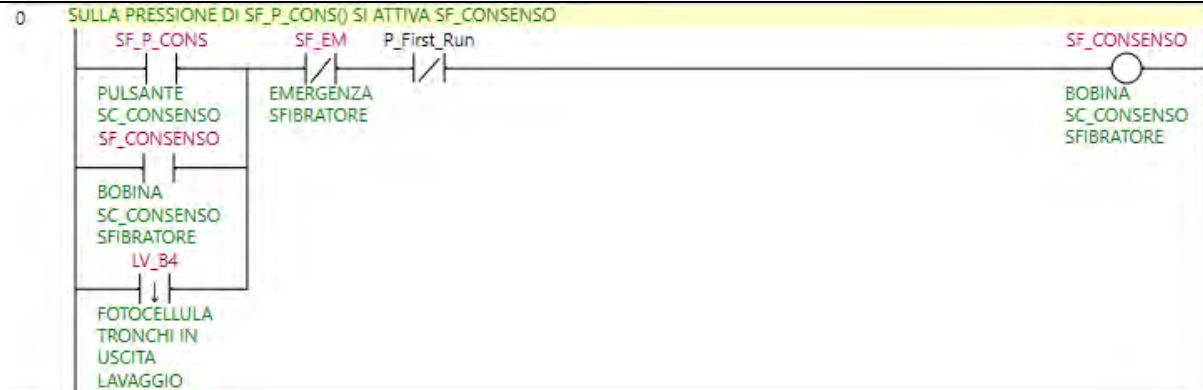 0 SULLA PRESSIONE DI SF_P_CONS() SI ATTIVA SF_CONSENSO
SF_P_CONS SF_EM P_First_Run SF_CONSENSO
PULSANTE EMERGENZA BOBINA
SC_CONSENSO SFIBRATORE SC_CONSENSO
SF_CONSENSO SFIBRATORE
BOBINA
SC_CONSENSO
SFIBRATORE
LV_B4
FOTOCELLULA
TRONCHI IN
USCITA
LAVAGGIO